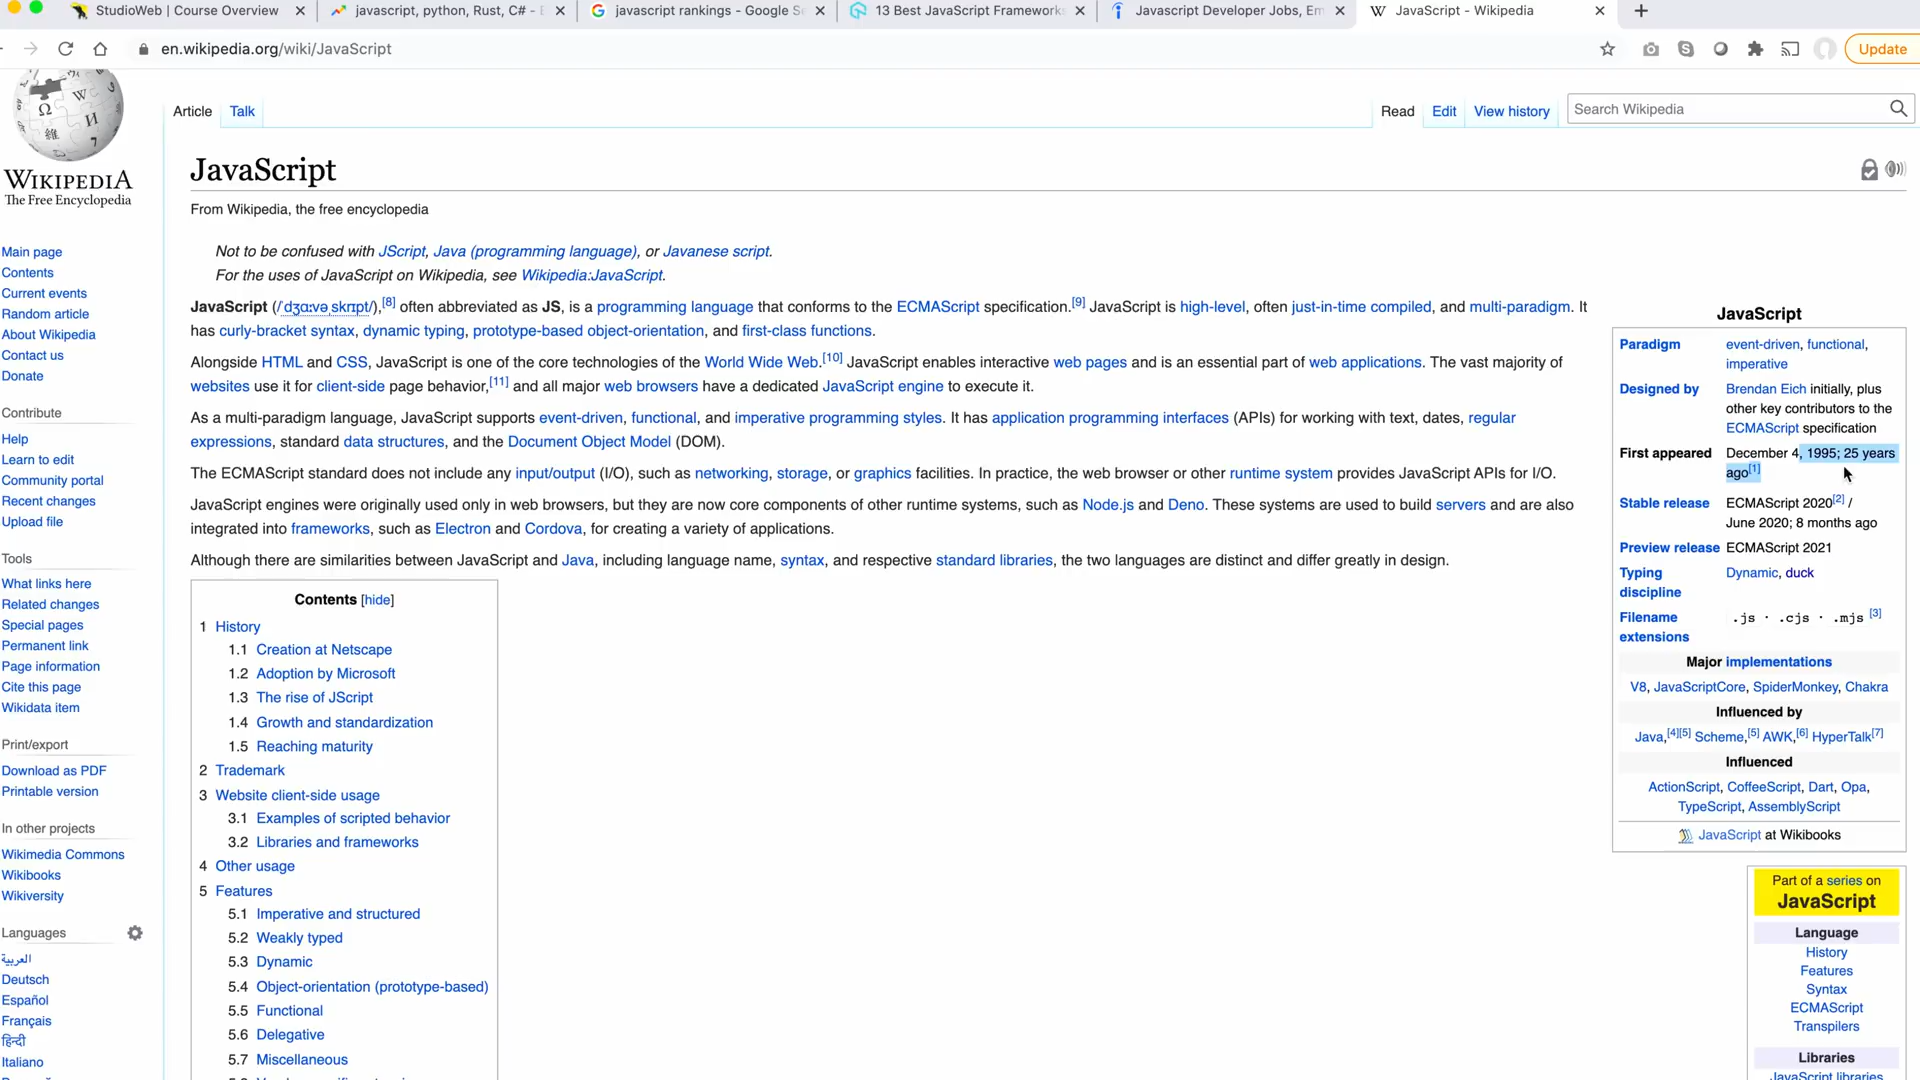 StudioWeb | Course Overview
javascript, python, Rust, C# - E
javascript rankings - Google Se
13 Best JavaScript Frameworks
Javascript Developer Jobs, Em
JavaScript - Wikipedia
en.wikipedia.org/wiki/JavaScript
Update
WIKIPEDIA
The Free Encyclopedia
Main page
Contents
Current events
Random article
About Wikipedia
Contact us
Donate
Contribute
Help
Learn to edit
Community portal
Recent changes
Upload file
Tools
What links here
Related changes
Special pages
Permanent link
Page information
Cite this page
Wikidata item
Print/export
Download as PDF
Printable version
In other projects
Wikimedia Commons
Wikibooks
Wikiversity
Languages
العربية
Deutsch
Español
Français
हिन्दी
Italiano
Article Talk
Read Edit View history
Search Wikipedia
JavaScript
From Wikipedia, the free encyclopedia
Not to be confused with JScript, Java (programming language), or Javanese script.
For the uses of JavaScript on Wikipedia, see Wikipedia:JavaScript.
JavaScript (/ˈdʒɑːvəˌskrɪpt/),[8] often abbreviated as JS, is a programming language that conforms to the ECMAScript specification.[9] JavaScript is high-level, often just-in-time compiled, and multi-paradigm. It
has curly-bracket syntax, dynamic typing, prototype-based object-orientation, and first-class functions.
Alongside HTML and CSS, JavaScript is one of the core technologies of the World Wide Web.[10] JavaScript enables interactive web pages and is an essential part of web applications. The vast majority of
websites use it for client-side page behavior,[11] and all major web browsers have a dedicated JavaScript engine to execute it.
As a multi-paradigm language, JavaScript supports event-driven, functional, and imperative programming styles. It has application programming interfaces (APIs) for working with text, dates, regular
expressions, standard data structures, and the Document Object Model (DOM).
The ECMAScript standard does not include any input/output (I/O), such as networking, storage, or graphics facilities. In practice, the web browser or other runtime system provides JavaScript APIs for I/O.
JavaScript engines were originally used only in web browsers, but they are now core components of other runtime systems, such as Node.js and Deno. These systems are used to build servers and are also
integrated into frameworks, such as Electron and Cordova, for creating a variety of applications.
Although there are similarities between JavaScript and Java, including language name, syntax, and respective standard libraries, the two languages are distinct and differ greatly in design.
Contents [hide]
1 History
1.1 Creation at Netscape
1.2 Adoption by Microsoft
1.3 The rise of JScript
1.4 Growth and standardization
1.5 Reaching maturity
2 Trademark
3 Website client-side usage
3.1 Examples of scripted behavior
3.2 Libraries and frameworks
4 Other usage
5 Features
5.1 Imperative and structured
5.2 Weakly typed
5.3 Dynamic
5.4 Object-orientation (prototype-based)
5.5 Functional
5.6 Delegative
5.7 Miscellaneous
JavaScript
Paradigm event-driven, functional,
imperative
Designed by Brendan Eich initially, plus
other key contributors to the
ECMAScript specification
First appeared December 4, 1995; 25 years
ago[1]
Stable release ECMAScript 2020[2] /
June 2020; 8 months ago
Preview release ECMAScript 2021
Typing Dynamic, duck
discipline
Filename .js · .cjs · .mjs [3]
extensions
Major implementations
V8, JavaScriptCore, SpiderMonkey, Chakra
Influenced by
Java,[4][5] Scheme,[5] AWK,[6] HyperTalk[7]
Influenced
ActionScript, CoffeeScript, Dart, Opa,
TypeScript, AssemblyScript
JavaScript at Wikibooks
Part of a series on
JavaScript
Language
History
Features
Syntax
ECMAScript
Transpilers
Libraries
JavaScript libraries